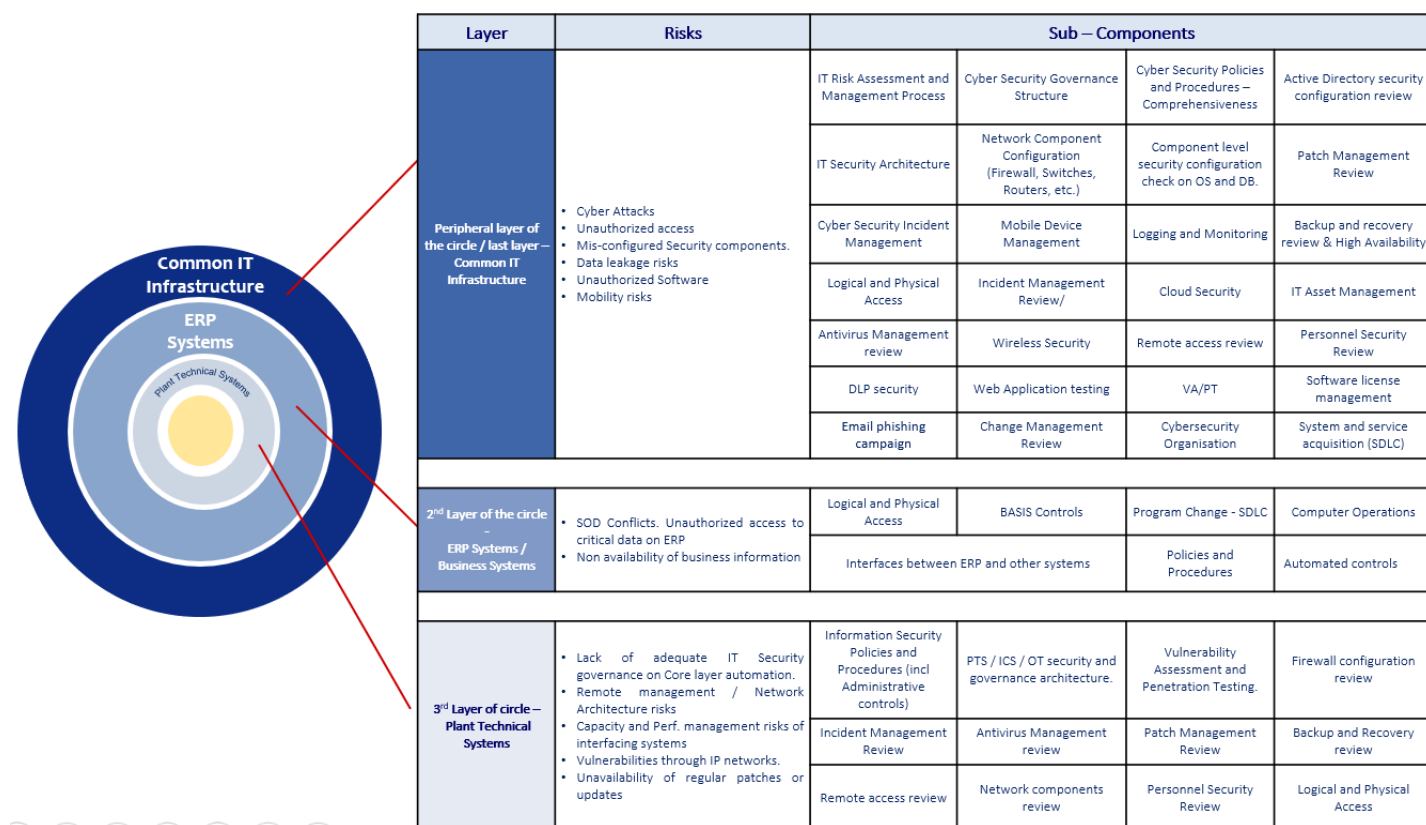 Common IT
Infrastructure
ERP
Systems
Plant Technical Systems
Layer
Risks
Sub – Components
Peripheral layer of
the circle / last layer –
Common IT
Infrastructure
• Cyber Attacks
• Unauthorized access
• Mis-configured Security components.
• Data leakage risks
• Unauthorized Software
• Mobility risks
IT Risk Assessment and
Management Process
Cyber Security Governance
Structure
Cyber Security Policies
and Procedures –
Comprehensiveness
Active Directory security
configuration review
IT Security Architecture
Network Component
Configuration
(Firewall, Switches,
Routers, etc.)
Component level
security configuration
check on OS and DB.
Patch Management
Review
Cyber Security Incident
Management
Mobile Device
Management
Logging and Monitoring
Backup and recovery
review & High Availability
Logical and Physical
Access
Incident Management
Review/
Cloud Security
IT Asset Management
Antivirus Management
review
Wireless Security
Remote access review
Personnel Security
Review
DLP security
Web Application testing
VA/PT
Software license
management
Email phishing
campaign
Change Management
Review
Cybersecurity
Organisation
System and service
acquisition (SDLC)
2nd Layer of the circle
-
ERP Systems /
Business Systems
• SOD Conflicts. Unauthorized access to
critical data on ERP
• Non availability of business information
Logical and Physical
Access
BASIS Controls
Program Change - SDLC
Computer Operations
Interfaces between ERP and other systems
Policies and
Procedures
Automated controls
3rd Layer of circle –
Plant Technical
Systems
• Lack of adequate IT Security
governance on Core layer automation.
• Remote management / Network
Architecture risks
• Capacity and Perf. management risks of
interfacing systems
• Vulnerabilities through IP networks.
• Unavailability of regular patches or
updates
Information Security
Policies and
Procedures (incl
Administrative
controls)
PTS / ICS / OT security and
governance architecture.
Vulnerability
Assessment and
Penetration Testing.
Firewall configuration
review
Incident Management
Review
Antivirus Management
review
Patch Management
Review
Backup and Recovery
review
Remote access review
Network components
review
Personnel Security
Review
Logical and Physical
Access